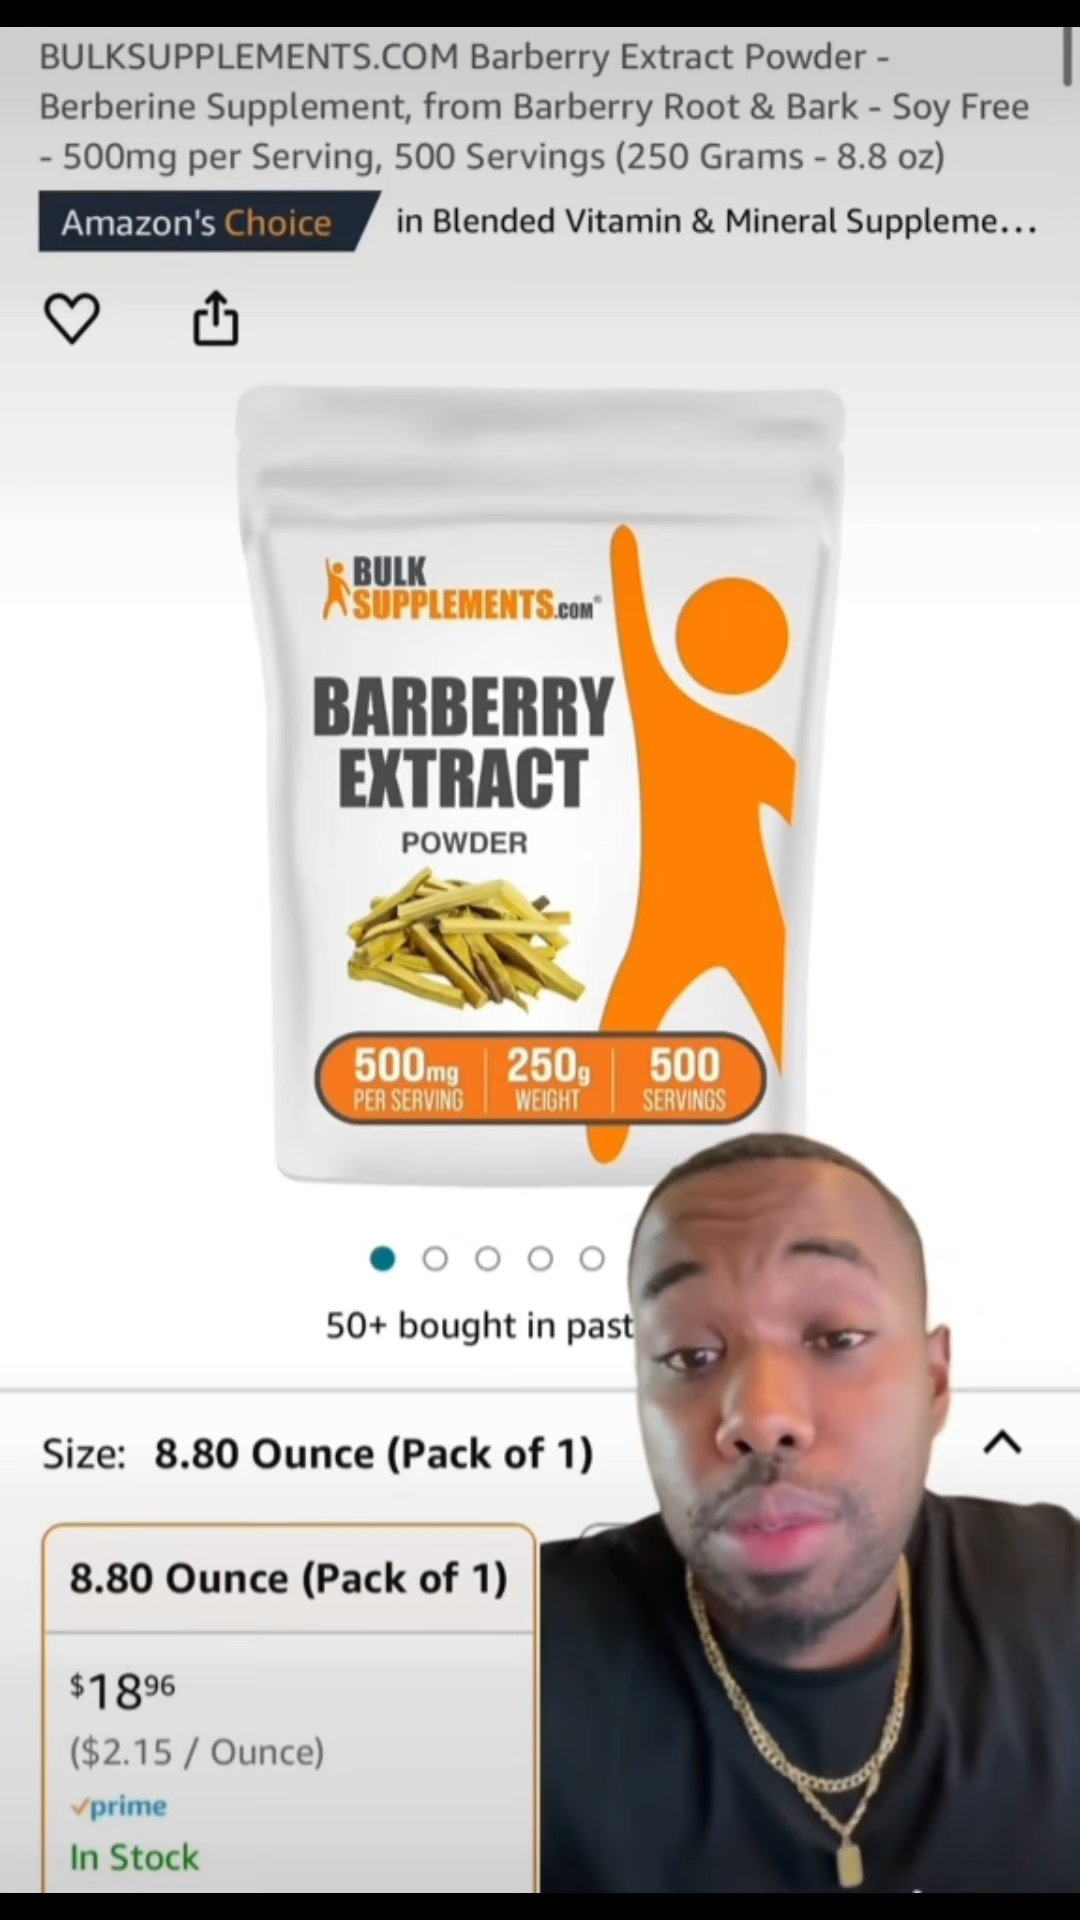 BULKSUPPLEMENTS.COM Barberry Extract Powder -
Berberine Supplement, from Barberry Root & Bark - Soy Free
- 500mg per Serving, 500 Servings (250 Grams - 8.8 oz)
Amazon's Choice in Blended Vitamin & Mineral Suppleme...
BULK
SUPPLEMENTS.COM®
BARBERRY
EXTRACT
POWDER
500mg 250g 500
PER SERVING WEIGHT SERVINGS
50+ bought in past
Size: 8.80 Ounce (Pack of 1)
8.80 Ounce (Pack of 1)
$1896
($2.15 / Ounce)
prime
In Stock